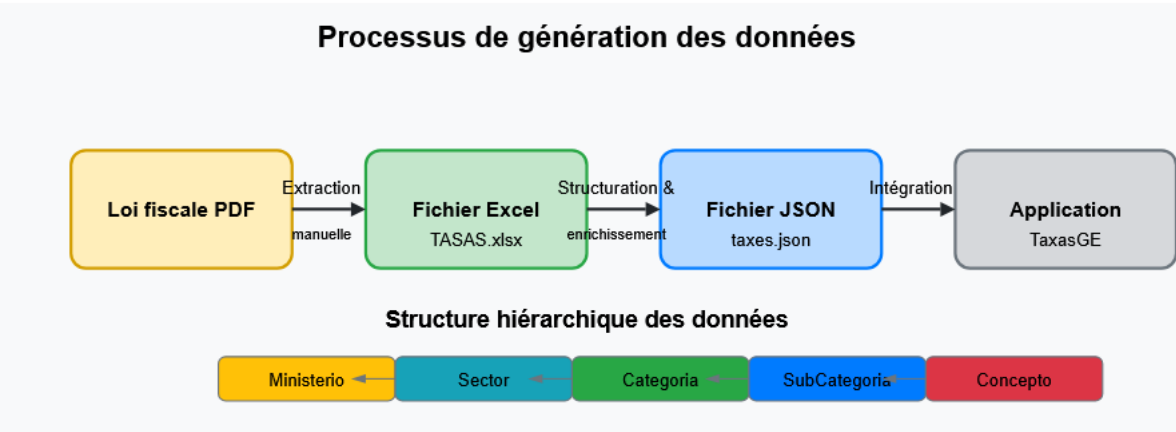 Processus de génération des données
Extraction
Structuration &
Intégration
Loi fiscale PDF
Fichier Excel
Fichier JSON
Application
manuelle
TASAS.xlsx
enrichissement
taxes.json
TaxasGE
Structure hiérarchique des données
Ministerio
Sector
Categoria
SubCategoria
Concepto